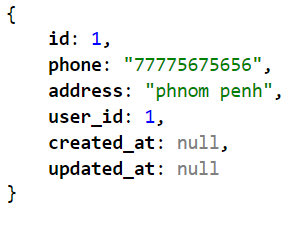 {
id: 1,
phone: "77775675656",
address: "phnom penh",
user_id: 1,
created_at: null,
updated_at: null
}